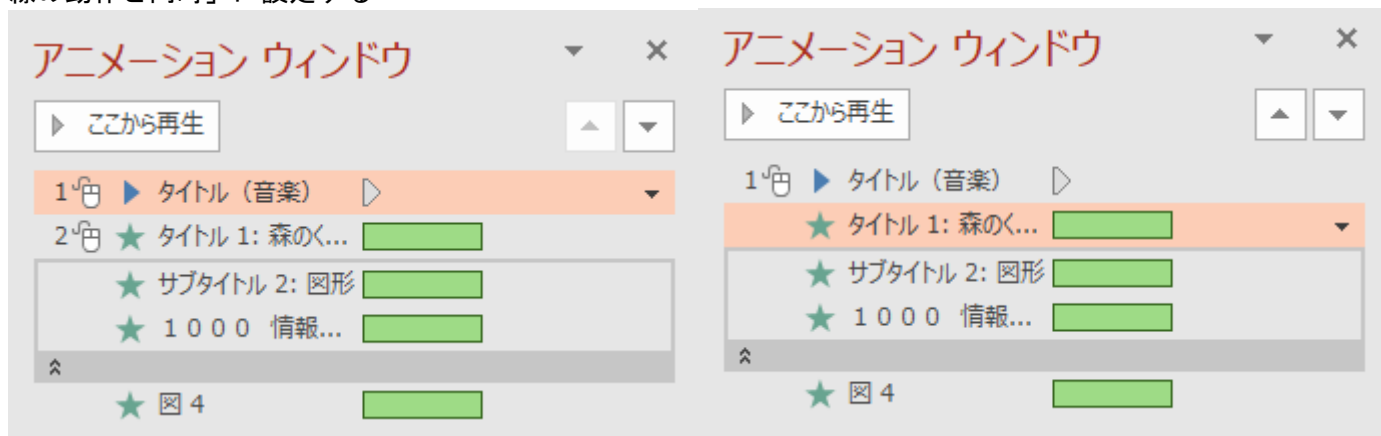 アニメーション ウィンドウ
ここから再生
1 タイトル（音楽）
2 タイトル 1: 森のく...
サブタイトル 2: 図形
１０００ 情報...
図 4
アニメーション ウィンドウ
ここから再生
1 タイトル（音楽）
タイトル 1: 森のく...
サブタイトル 2: 図形
１０００ 情報...
図 4